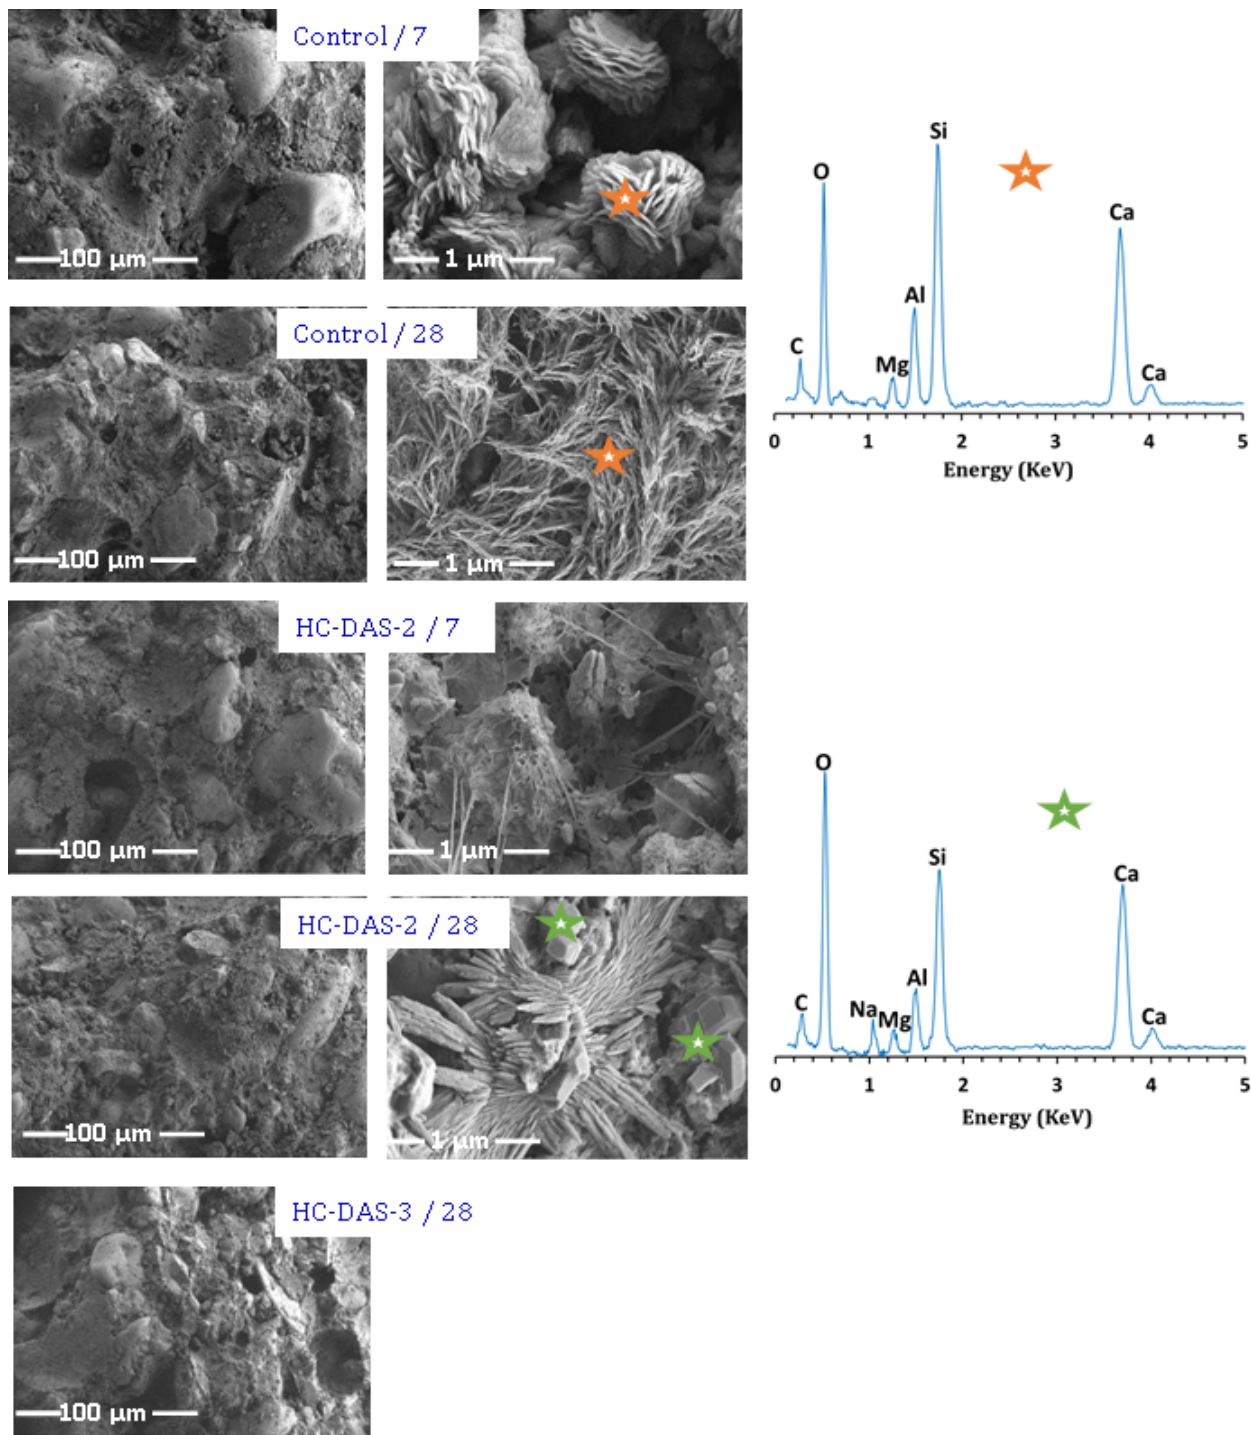 Control / 7
100 µm
1 µm
Control / 28
100 µm
1 µm
O
Si
Ca
Al
C
Mg
Ca
0 1 2 3 4 5
Energy (KeV)
HC-DAS-2 / 7
100 µm
1 µm
HC-DAS-2 / 28
100 µm
1 µm
O
Si
Ca
Al
C
Na
Mg
Ca
0 1 2 3 4 5
Energy (KeV)
HC-DAS-3 / 28
100 µm